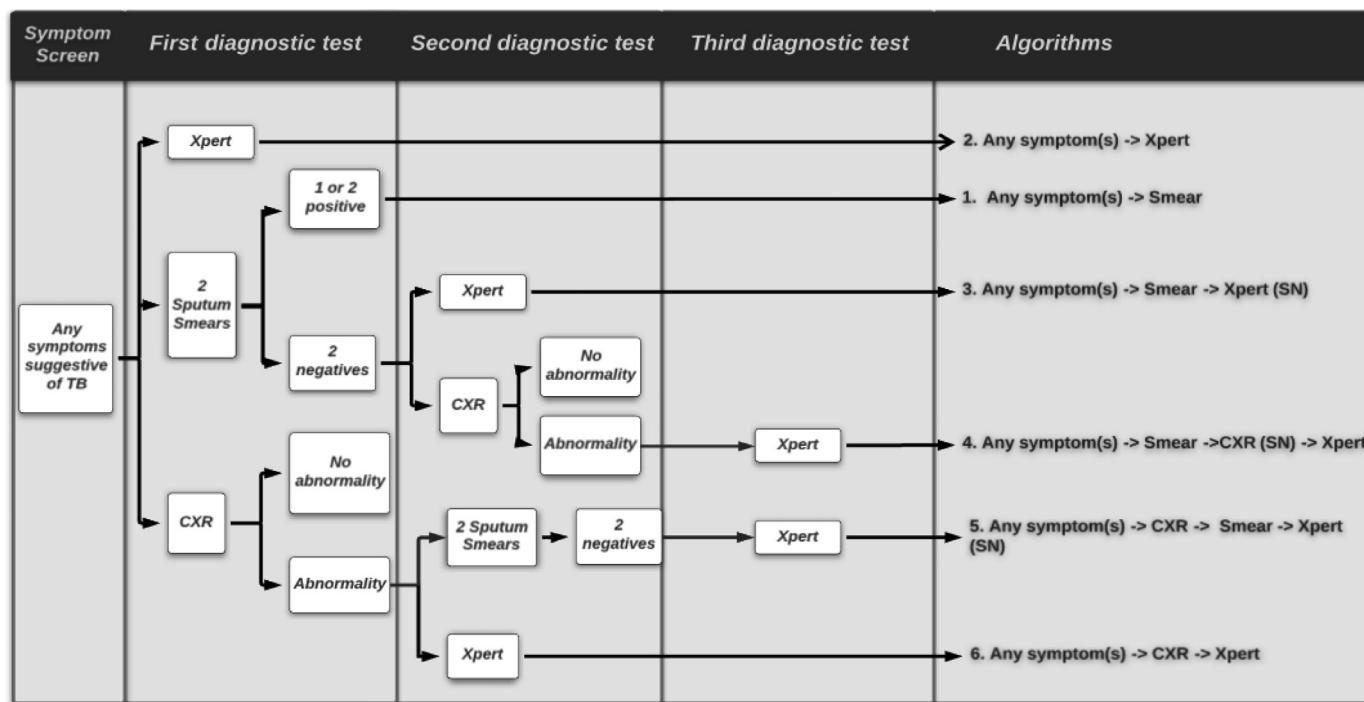 Symptom
Screen
First diagnostic test
Second diagnostic test
Third diagnostic test
Algorithms
Xpert
2. Any symptom(s) -> Xpert
1 or 2
positive
1. Any symptom(s) -> Smear
2
Sputum
Smears
Xpert
3. Any symptom(s) -> Smear -> Xpert (SN)
Any
symptoms
suggestive
of TB
2
negatives
No
abnormality
CXR
Abnormality
Xpert
4. Any symptom(s) -> Smear ->CXR (SN) -> Xpert
No
abnormality
CXR
2 Sputum
Smears
2
negatives
Xpert
5. Any symptom(s) -> CXR -> Smear -> Xpert
(SN)
Abnormality
Xpert
6. Any symptom(s) -> CXR -> Xpert